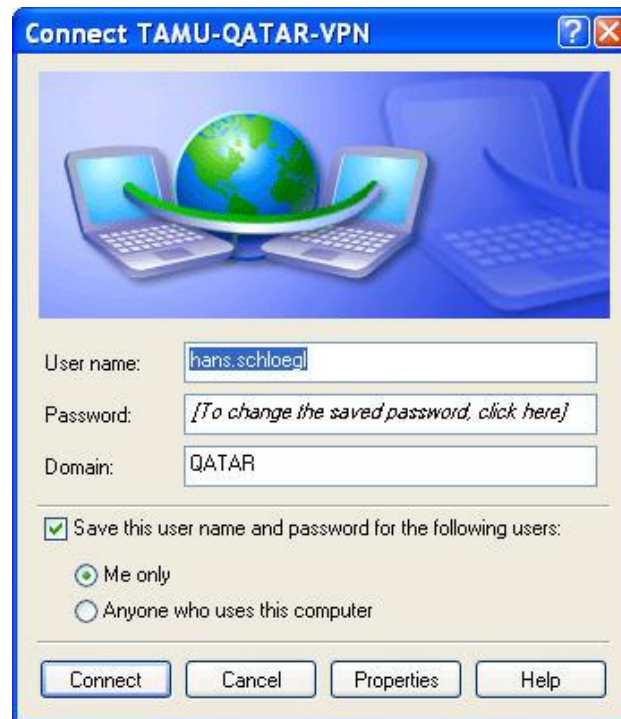 Connect TAMU-QATAR-VPN
User name: hans.schloegl
Password: [To change the saved password, click here]
Domain: QATAR
Save this user name and password for the following users:
Me only
Anyone who uses this computer
Connect Cancel Properties Help